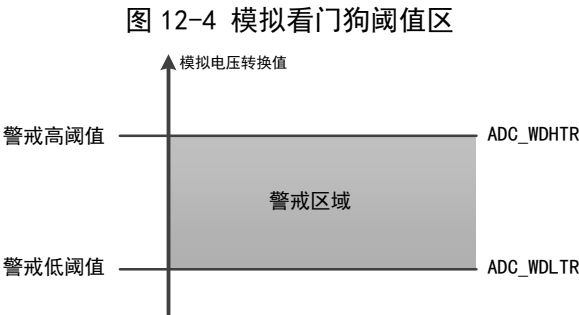 图 12-4 模拟看门狗阈值区
模拟电压转换值
警戒高阈值
ADC_WDHTR
警戒区域
警戒低阈值
ADC_WDLTR